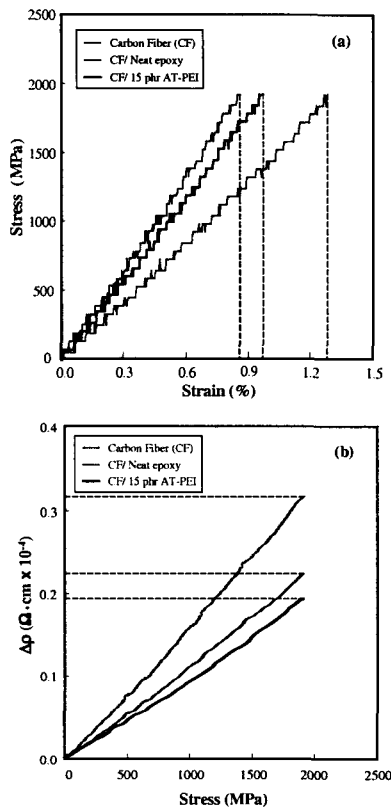 2500
2000
1500
1000
500
0
Stress (MPa)
Carbon Fiber (CF)
CF/ Neat epoxy
CF/ 15 phr AT-PEI
(a)
0.0 0.3 0.6 0.9 1.2 1.5
Strain (%)
0.4
0.3
0.2
0.1
0.0
Δρ (Ω·cm x 10⁻⁴)
Carbon Fiber (CF)
CF/ Neat epoxy
CF/ 15 phr AT-PEI
(b)
0 500 1000 1500 2000 2500
Stress (MPa)